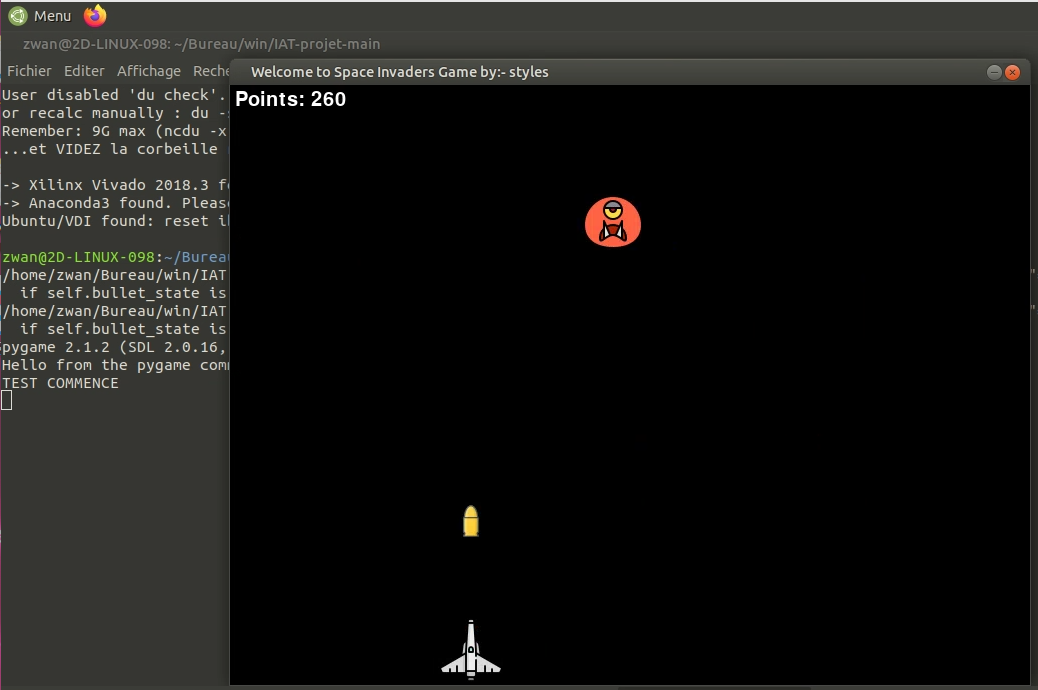 Menu
zwan@2D-LINUX-098: ~/Bureau/win/IAT-projet-main
Fichier Editer Affichage
Welcome to Space Invaders Game by:- styles
Points: 260
User disabled 'du check'.
or recalc manually : du
Remember: 9G max (ncdu -x
...et VIDEZ la corbeille
-> Xilinx Vivado 2018.3
-> Anaconda3 found.
Ubuntu/VDI found: reset
zwan@2D-LINUX-098:~/Burea
/home/zwan/Bureau/win/IAT
if self.bullet_state is
/home/zwan/Bureau/win/IAT
if self.bullet_state is
pygame 2.1.2 (SDL 2.0.16,
Hello from the pygame
TEST COMMENCE